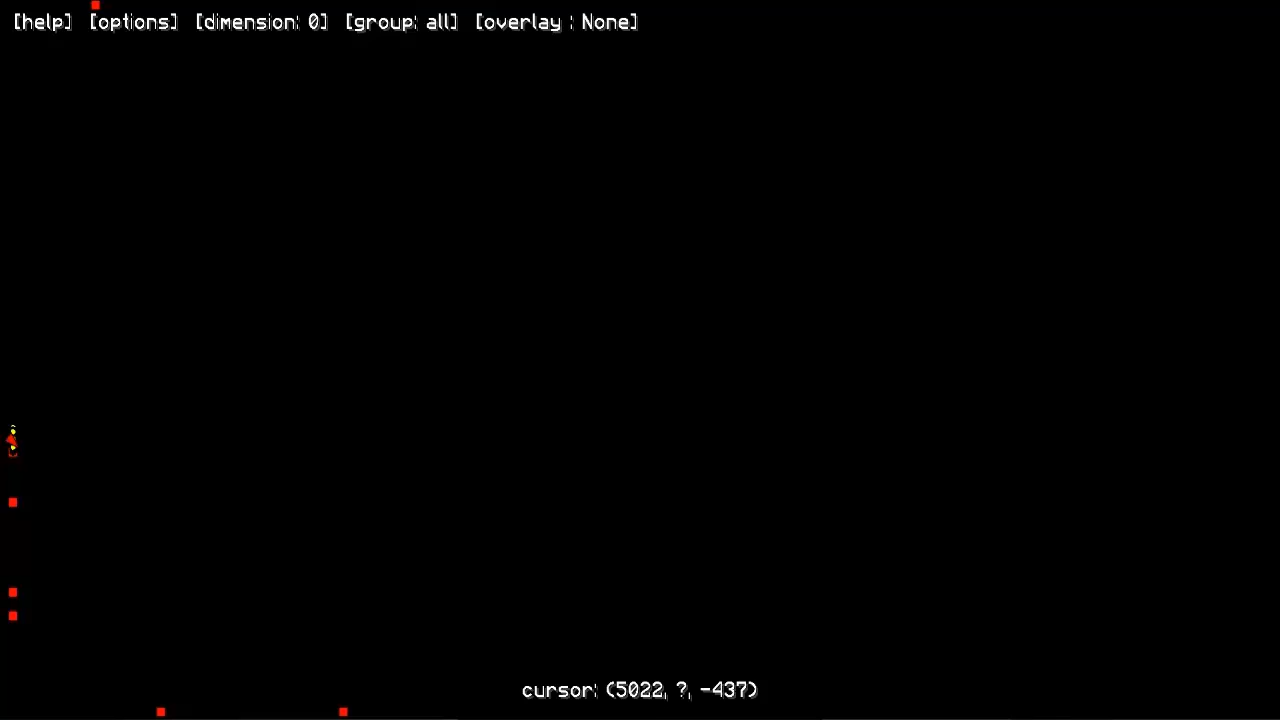 [help] [options] [dimension: 0] [group: all] [overlay : None]
cursor: (5022, ?, -437)